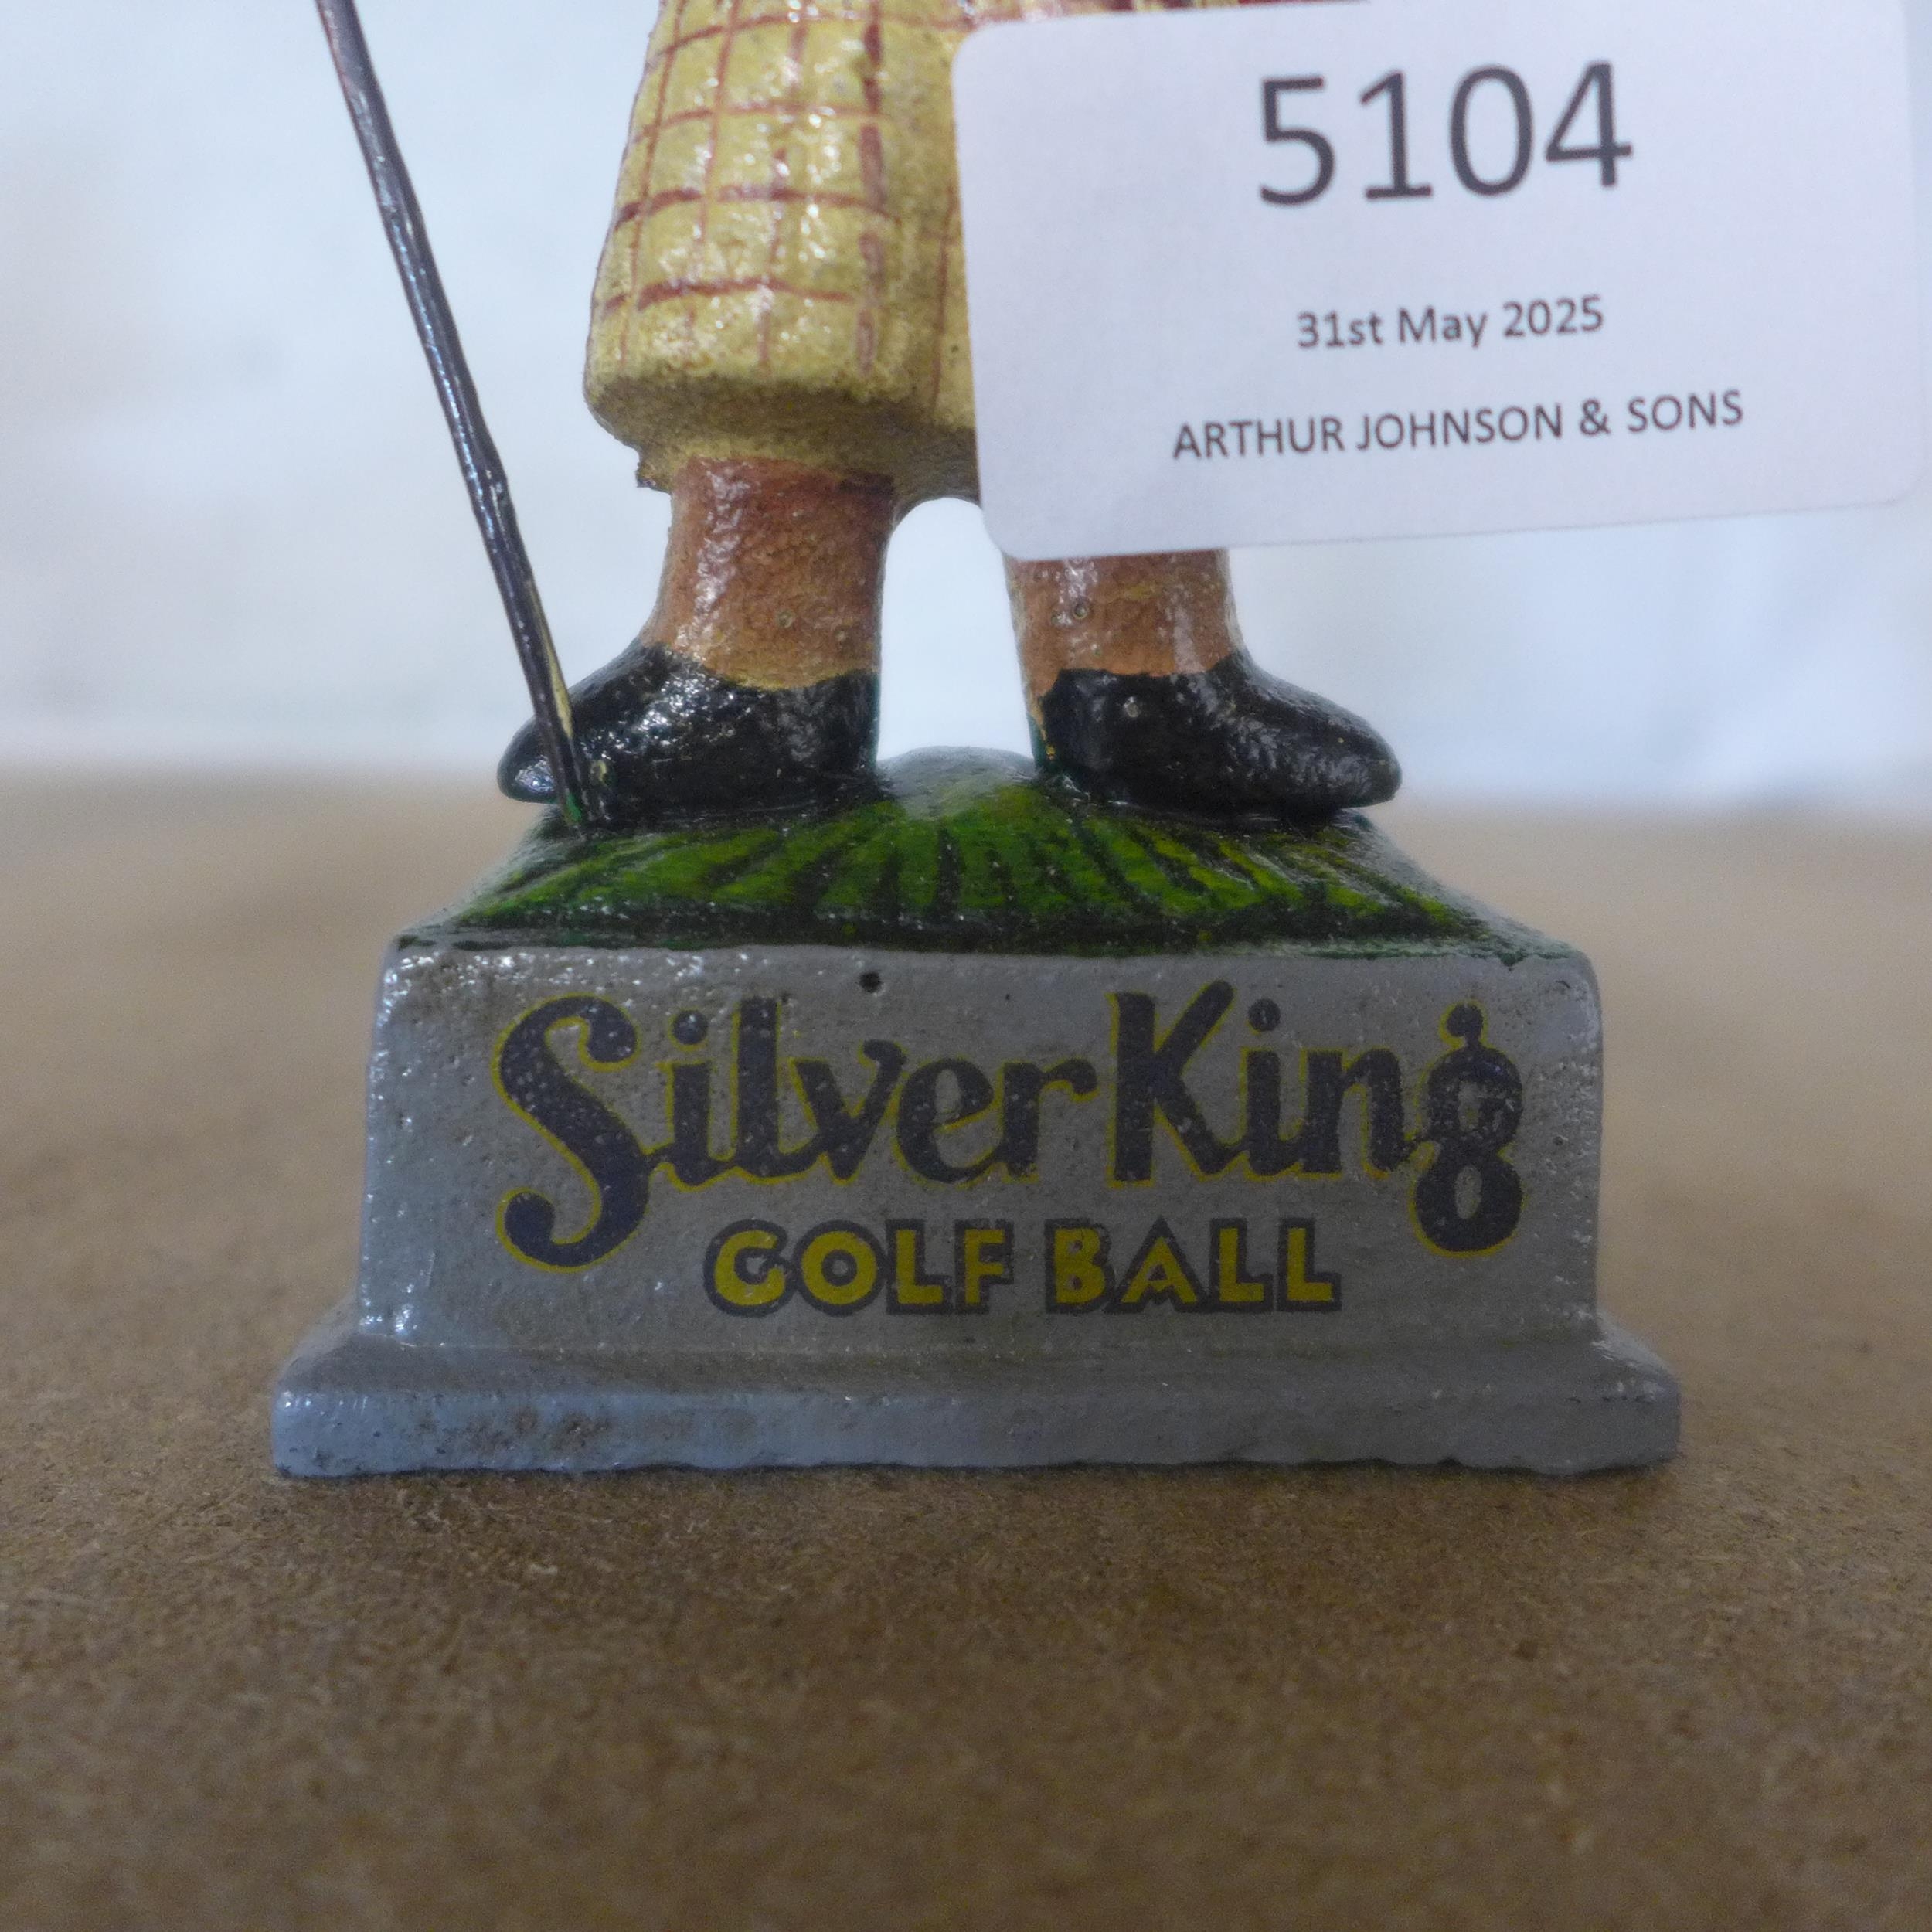 5104
31st May 2025
ARTHUR JOHNSON & SONS
Silver King
GOLF BALL